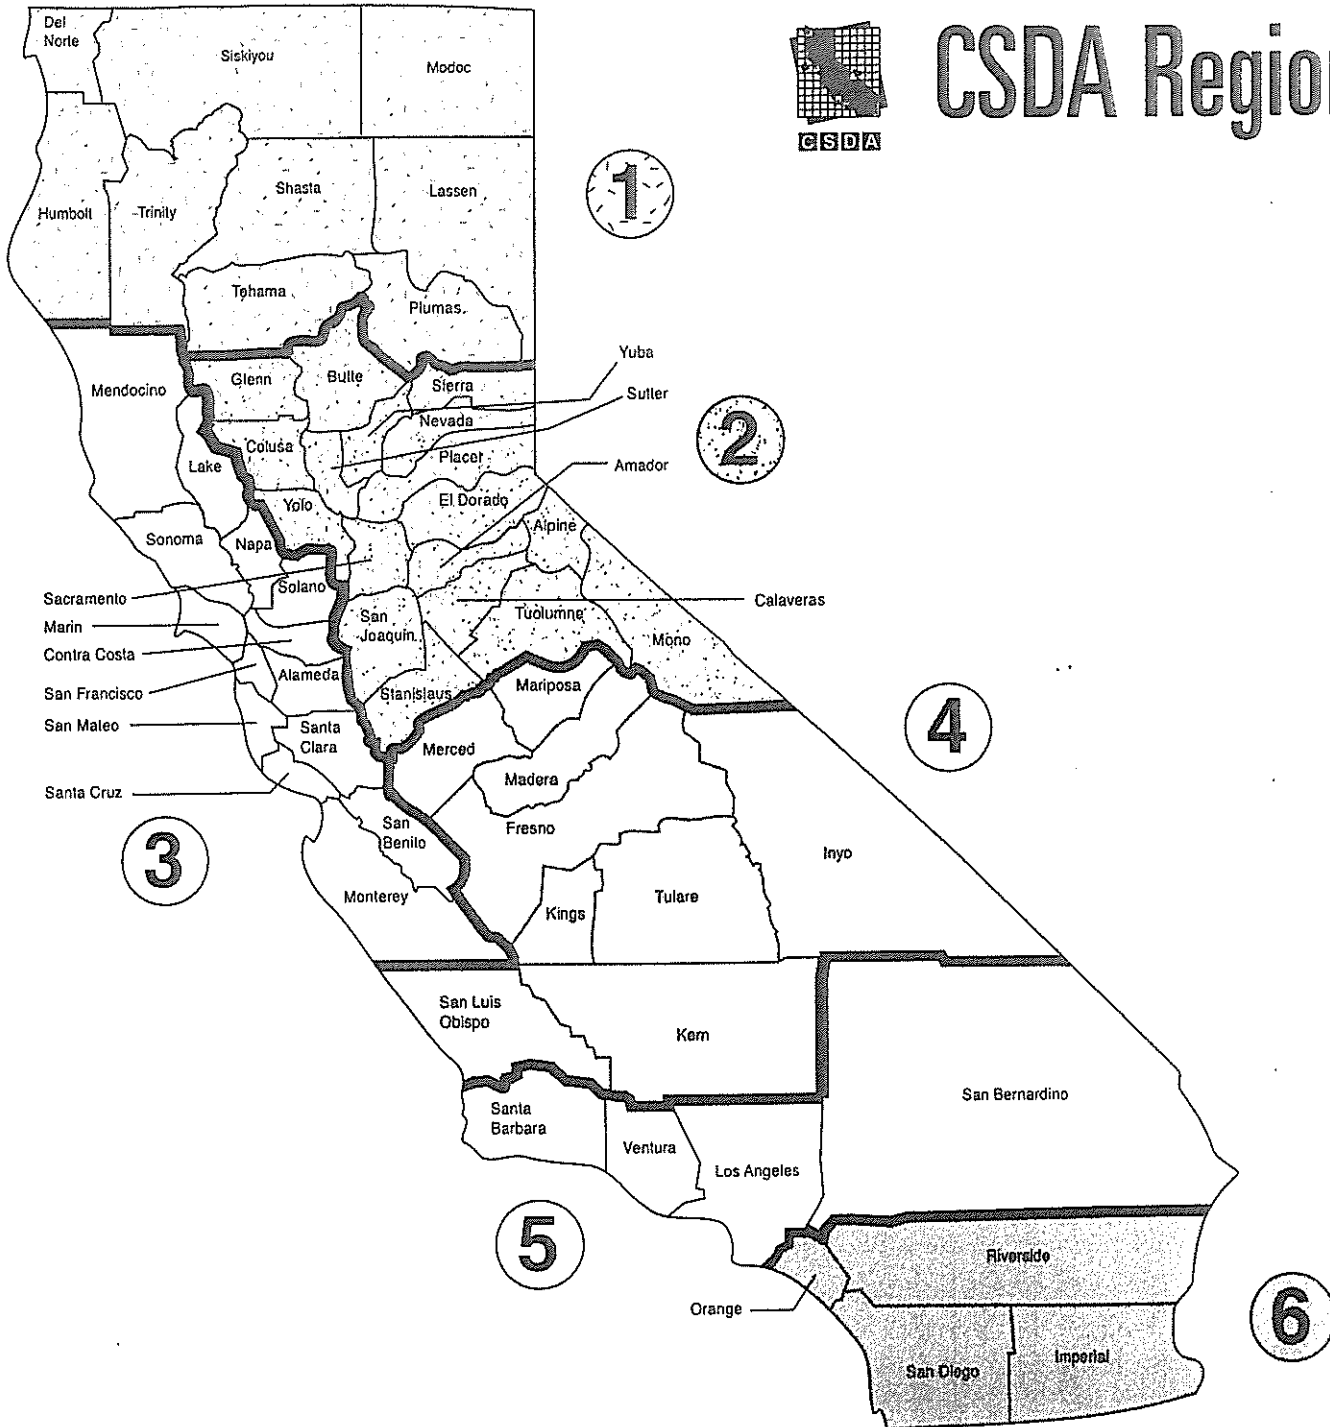 CSDA Region
CSDA
Del
Norte
Siskiyou
Modoc
Humbolt
Trinity
Shasta
Lassen
1
Tehama
Plumas
Mendocino
Glenn
Butte
Sierra
Yuba
Sutter
Nevada
2
Lake
Colusa
Placer
Amador
Yolo
El Dorado
Sonoma
Napa
Alpine
Sacramento
Solano
Calaveras
Marin
San
Joaquin
Tuolumne
Mono
Contra Costa
San Francisco
Alameda
Stanislaus
Mariposa
San Mateo
Santa
Clara
Merced
4
Santa Cruz
Madera
3
San
Benito
Fresno
Inyo
Monterey
Kings
Tulare
San Luis
Obispo
Kern
San Bernardino
Santa
Barbara
Ventura
Los Angeles
5
Riverside
Orange
6
San Diego
Imperial